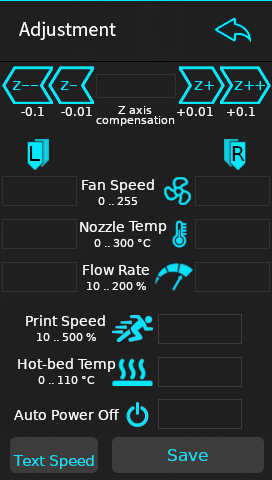 Adjustment
Z-- Z- Z+ Z++
-0.1 -0.01 Z axis compensation +0.01 +0.1
L R
Fan Speed
0 .. 255
Nozzle Temp
0 .. 300 °C
Flow Rate
10 .. 200 %
Print Speed
10 .. 500 %
Hot-bed Temp
0 .. 110 °C
Auto Power Off
Text Speed Save